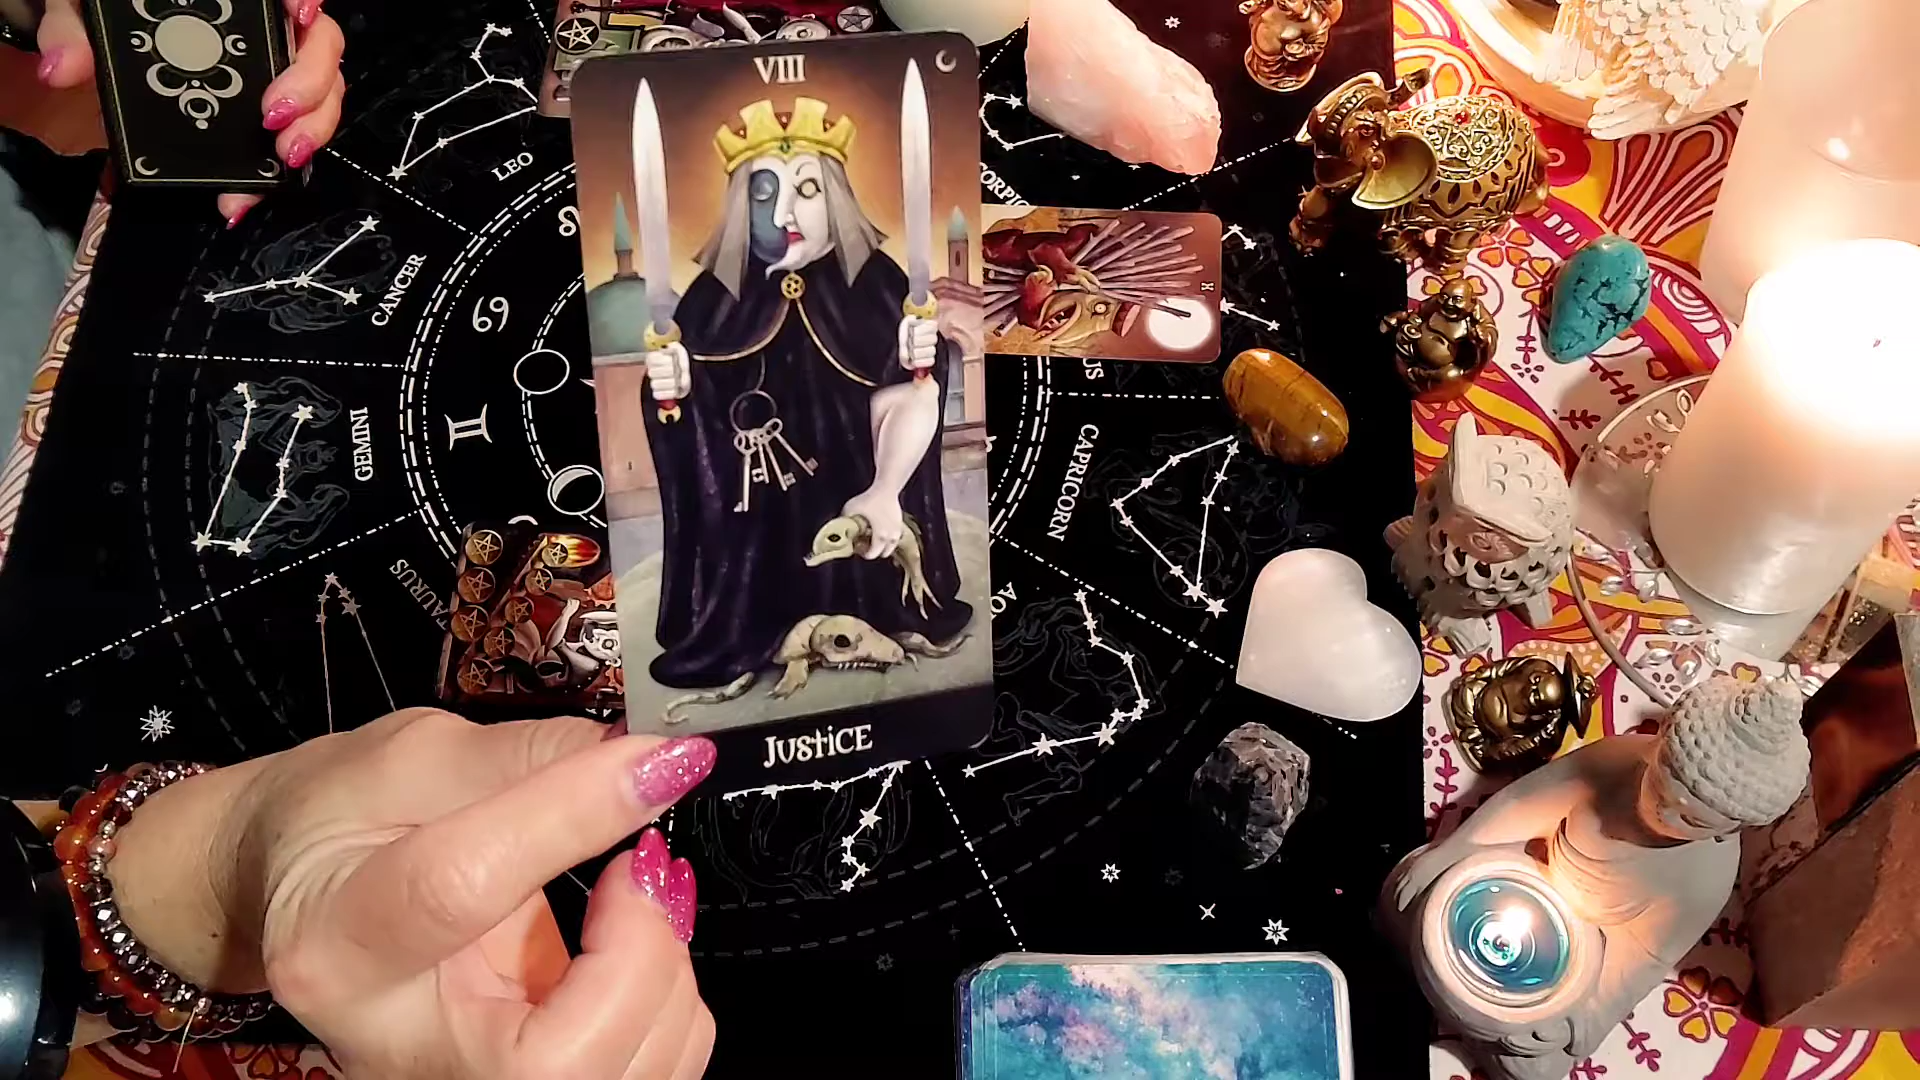 VIII
LEO
CANCER
X
GEMINI
CAPRICORN
TAURUS
JUSTiCE